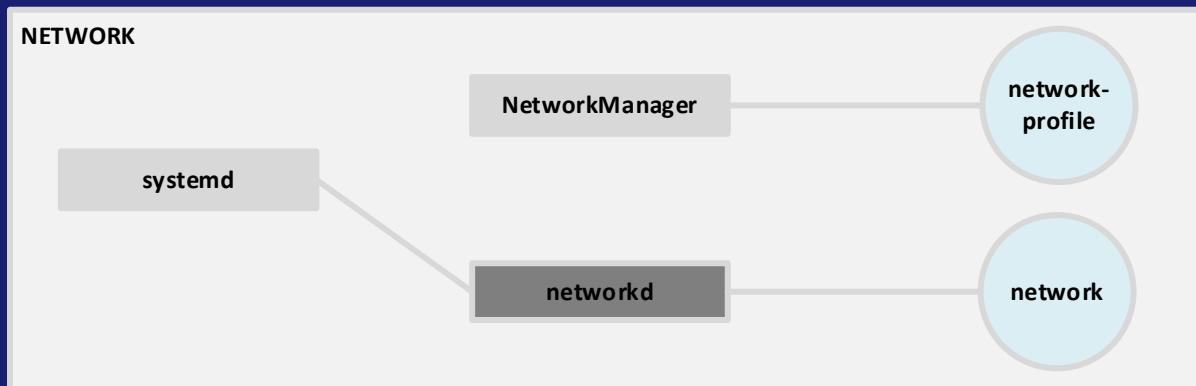 NETWORK
NetworkManager
network-
profile
systemd
networkd
network